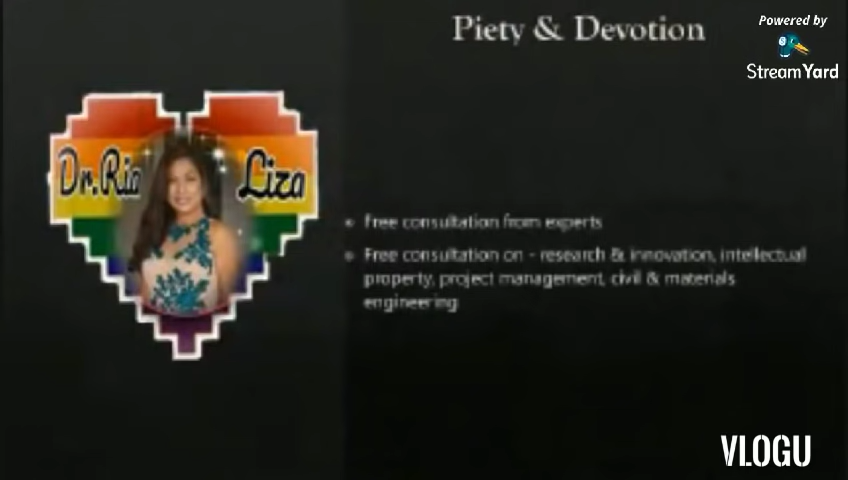 Piety & Devotion
Powered by
StreamYard
Dr.Ria Liza
Free consultation from experts
Free consultation on - research & innovation, intellectual
property, project management, civil & materials
engineering
VLOGU